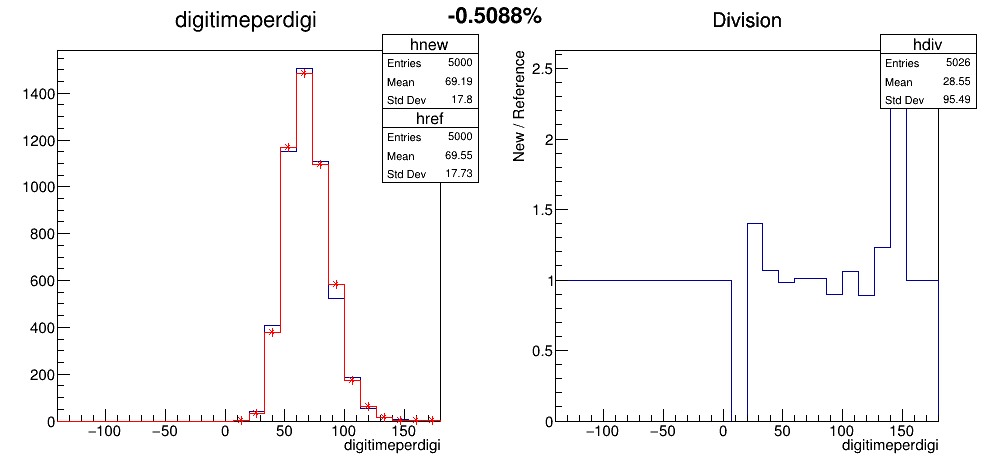 digitimeperdigi
-0.5088%
Division
hnew
Entries 5000
Mean 69.19
Std Dev 17.8
href
Entries 5000
Mean 69.55
Std Dev 17.73
1400
1200
1000
800
600
400
200
0
−100 −50 0 50 100 150
digitimeperdigi
hdiv
Entries 5026
Mean 28.55
Std Dev 95.49
New / Reference
2.5
2
1.5
1
0.5
0
−100 −50 0 50 100 150
digitimeperdigi